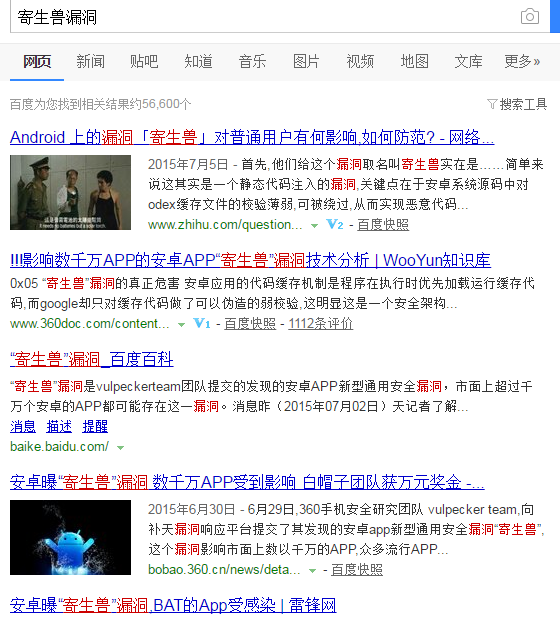 寄生兽漏洞
网页 新闻 贴吧 知道 音乐 图片 视频 地图 文库 更多»
百度为您找到相关结果约56,600个 搜索工具
Android 上的漏洞「寄生兽」对普通用户有何影响,如何防范? - 网络...
2015年7月5日 - 首先,他们给这个漏洞取名叫寄生兽实在是……简单来
说这其实是一个静态代码注入的漏洞,关键点在于安卓系统源码中对
odex缓存文件的校验薄弱,可被绕过,从而实现恶意代码...
这是台灣電池的太陽能手電筒
It needs no batteries but a solar torch.
www.zhihu.com/question... V2 - 百度快照
!!!影响数千万APP的安卓APP“寄生兽”漏洞技术分析 | WooYun知识库
0x05 “寄生兽”漏洞的真正危害 安卓应用的代码缓存机制是程序在执行时优先加载运行缓存代
码,而google却只对缓存代码做了可以伪造的弱校验,这明显这是一个安全架构...
www.360doc.com/content... V1 - 百度快照 - 1112条评价
“寄生兽”漏洞_百度百科
“寄生兽”漏洞是vulpeckerteam团队提交的发现的安卓APP新型通用安全漏洞，市面上超过千
万个安卓的APP都可能存在这一漏洞。消息昨（2015年07月02日）天记者了解...
消息 描述 提醒
baike.baidu.com/
安卓曝“寄生兽”漏洞 数千万APP受到影响 白帽子团队获万元奖金 -...
2015年6月30日 - 6月29日,360手机安全研究团队 vulpecker team,向
补天漏洞响应平台提交了其发现的安卓app新型通用安全漏洞“寄生兽”,
这个漏洞影响市面上数以千万的APP,众多流行APP...
bobao.360.cn/news/deta... - 百度快照
安卓曝“寄生兽”漏洞,BAT的App受感染 | 雷锋网